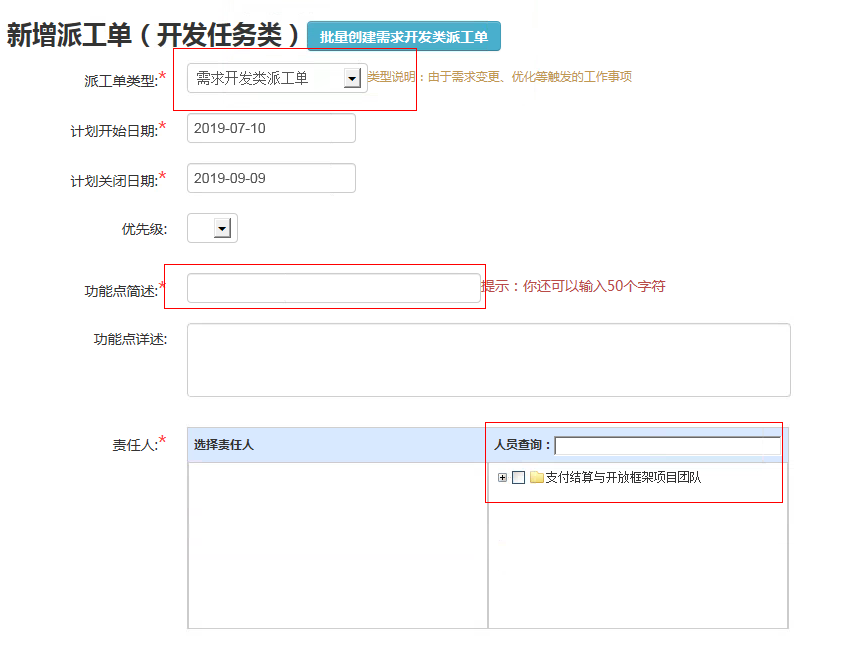 新增派工单（开发任务类） 批量创建需求开发类派工单
派工单类型:* 需求开发类派工单 类型说明：由于需求变更、优化等触发的工作事项
计划开始日期:* 2019-07-10
计划关闭日期:* 2019-09-09
优先级:
功能点简述:* 提示：你还可以输入50个字符
功能点详述:
责任人:* 选择责任人 人员查询：
支付结算与开放框架项目团队